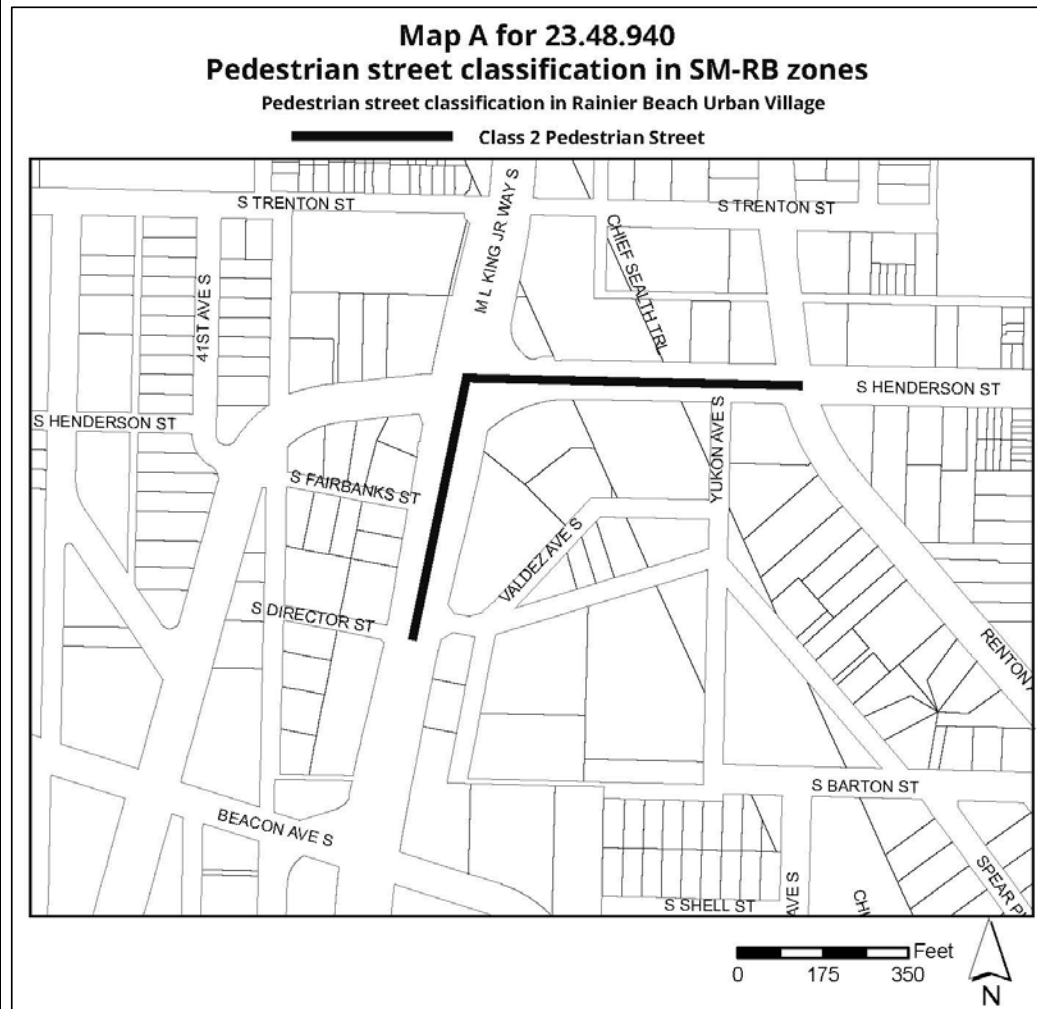 Map A for 23.48.940
Pedestrian street classification in SM-RB zones
Pedestrian street classification in Rainier Beach Urban Village
Class 2 Pedestrian Street
S TRENTON ST
S TRENTON ST
M L KING JR WAY S
CHIEF SEALTH TRL
41ST AVE S
S HENDERSON ST
S HENDERSON ST
YUKON AVE S
S FAIRBANKS ST
VALDEZ AVE S
S DIRECTOR ST
RENTON
S BARTON ST
BEACON AVE S
SPEAR
S SHELL ST
AVE S
Feet
0 175 350
N